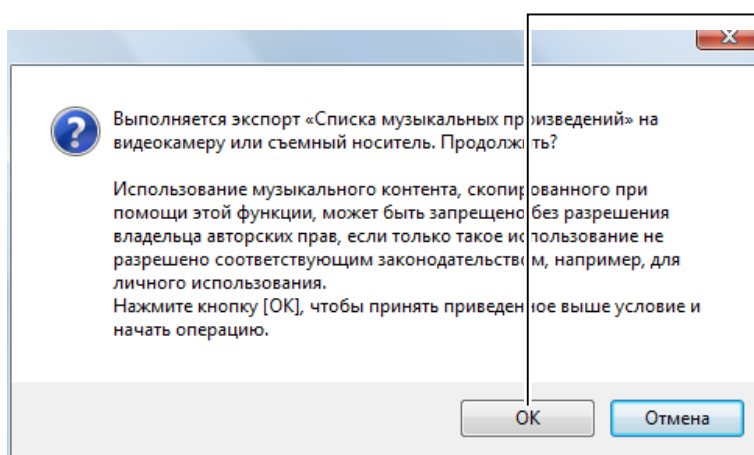 Выполняется экспорт «Списка музыкальных произведений» на
видеокамеру или съемный носитель. Продолжить?
Использование музыкального контента, скопированного при
помощи этой функции, может быть запрещено без разрешения
владельца авторских прав, если только такое использование не
разрешено соответствующим законодательством, например, для
личного использования.
Нажмите кнопку [ОК], чтобы принять приведенное выше условие и
начать операцию.
ОК
Отмена